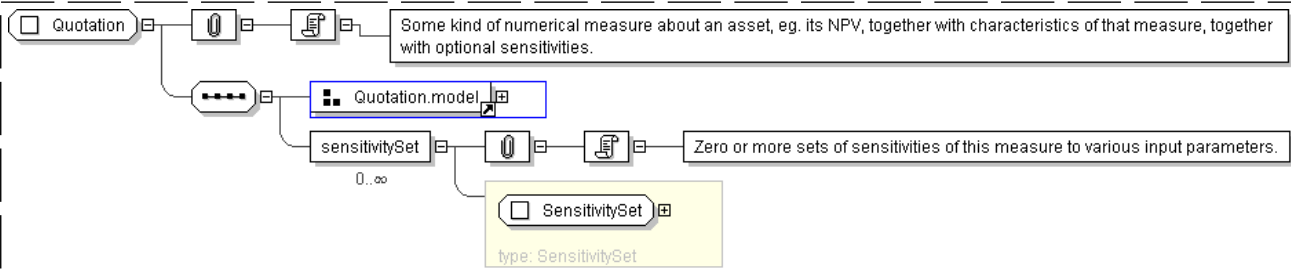 Quotation
Some kind of numerical measure about an asset, eg. its NPV, together with characteristics of that measure, together
with optional sensitivities.
Quotation.model
sensitivitySet
Zero or more sets of sensitivities of this measure to various input parameters.
0..∞
SensitivitySet
type: SensitivitySet